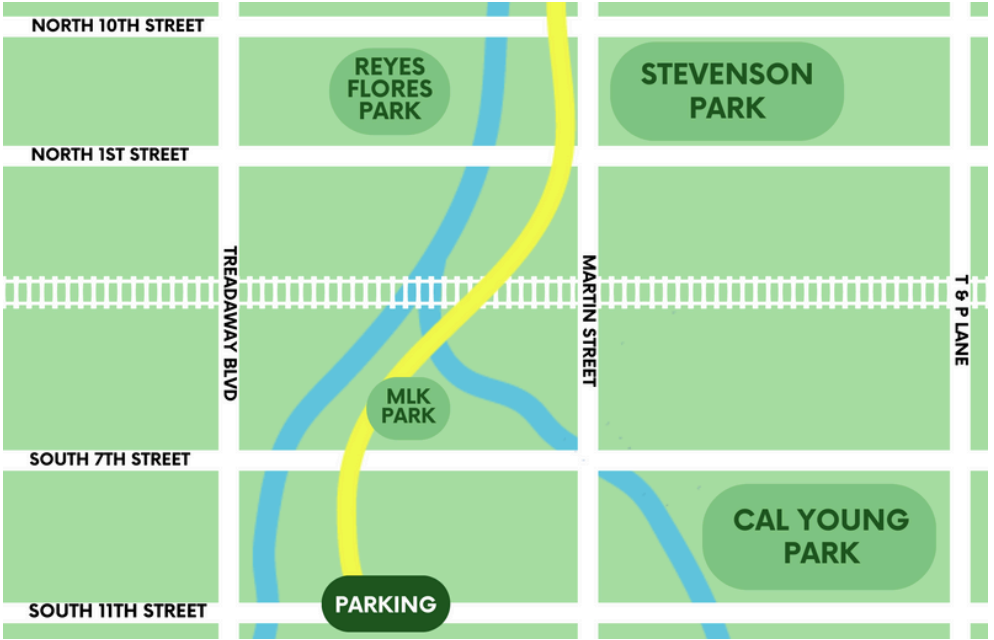 NORTH 10TH STREET
REYES
FLORES
PARK
STEVENSON
PARK
NORTH 1ST STREET
TREADAWAY BLVD
MARTIN STREET
T & P LANE
MLK
PARK
SOUTH 7TH STREET
CAL YOUNG
PARK
PARKING
SOUTH 11TH STREET